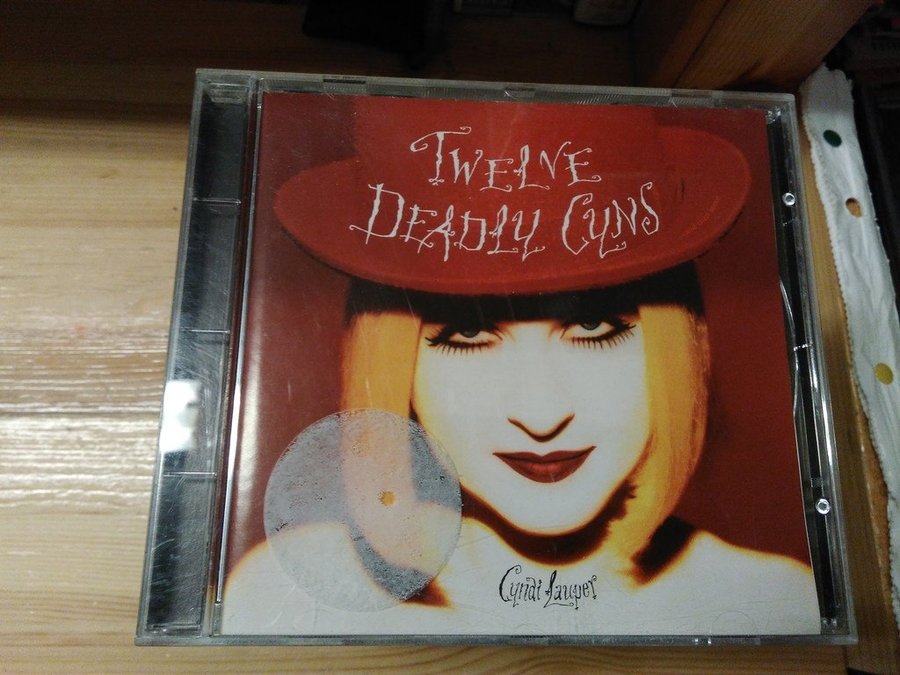 TWELVE
DEADLY CYNS
Cyndi Lauper